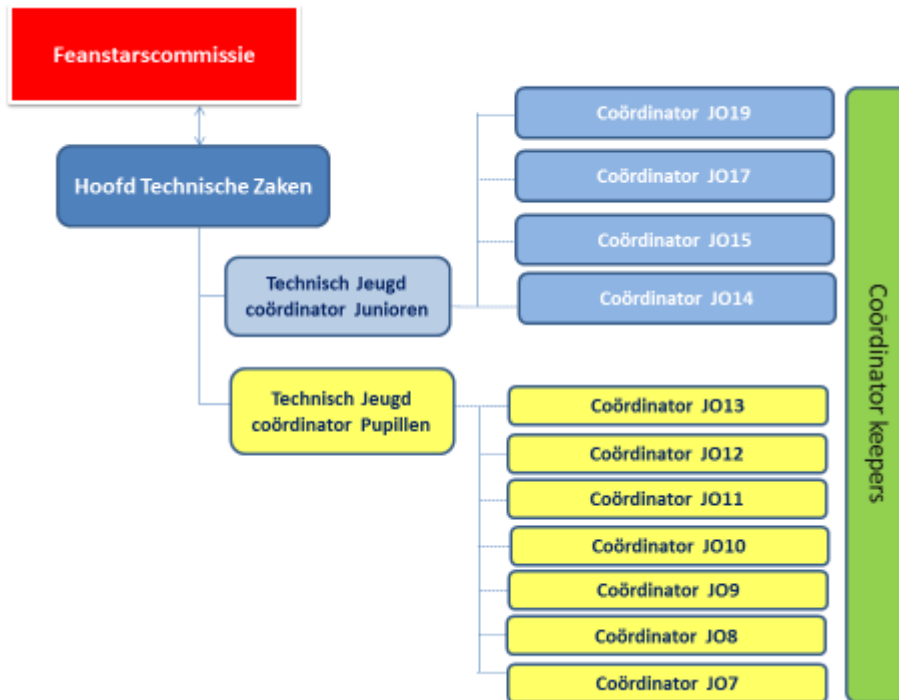 Feanstarscommissie
Hoofd Technische Zaken
Technisch Jeugd
coördinator Junioren
Coördinator JO19
Coördinator JO17
Coördinator JO15
Coördinator JO14
Technisch Jeugd
coördinator Pupillen
Coördinator JO13
Coördinator JO12
Coördinator JO11
Coördinator JO10
Coördinator JO9
Coördinator JO8
Coördinator JO7
Coördinator keepers